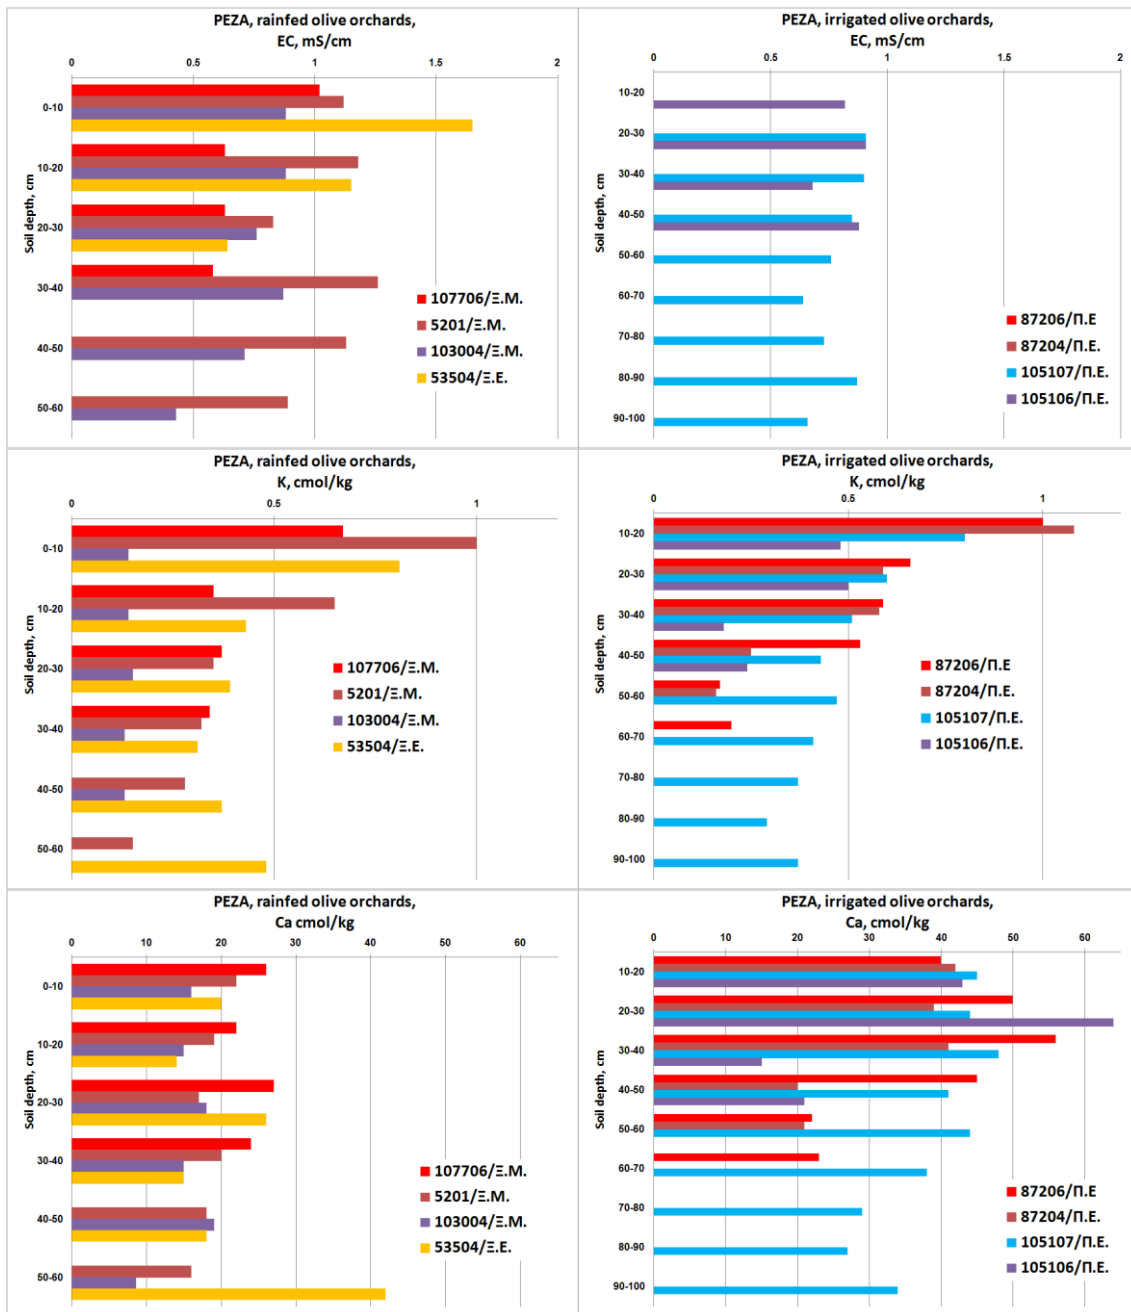 PEZA, rainfed olive orchards,
EC, mS/cm
0 0.5 1 1.5 2
Soil depth, cm
0-10
10-20
20-30
30-40
40-50
50-60
107706/Ξ.Μ.
5201/Ξ.Μ.
103004/Ξ.Μ.
53504/Ξ.Ε.
PEZA, irrigated olive orchards,
EC, mS/cm
0 0.5 1 1.5 2
Soil depth, cm
10-20
20-30
30-40
40-50
50-60
60-70
70-80
80-90
90-100
87206/Π.Ε
87204/Π.Ε.
105107/Π.Ε.
105106/Π.Ε.
PEZA, rainfed olive orchards,
K, cmol/kg
0 0.5 1
Soil depth, cm
0-10
10-20
20-30
30-40
40-50
50-60
107706/Ξ.Μ.
5201/Ξ.Μ.
103004/Ξ.Μ.
53504/Ξ.Ε.
PEZA, irrigated olive orchards,
K, cmol/kg
0 0.5 1
Soil depth, cm
10-20
20-30
30-40
40-50
50-60
60-70
70-80
80-90
90-100
87206/Π.Ε
87204/Π.Ε.
105107/Π.Ε.
105106/Π.Ε.
PEZA, rainfed olive orchards,
Ca cmol/kg
0 10 20 30 40 50 60
Soil depth, cm
0-10
10-20
20-30
30-40
40-50
50-60
107706/Ξ.Μ.
5201/Ξ.Μ.
103004/Ξ.Μ.
53504/Ξ.Ε.
PEZA, irrigated olive orchards,
Ca, cmol/kg
0 10 20 30 40 50 60
Soil depth, cm
10-20
20-30
30-40
40-50
50-60
60-70
70-80
80-90
90-100
87206/Π.Ε
87204/Π.Ε.
105107/Π.Ε.
105106/Π.Ε.